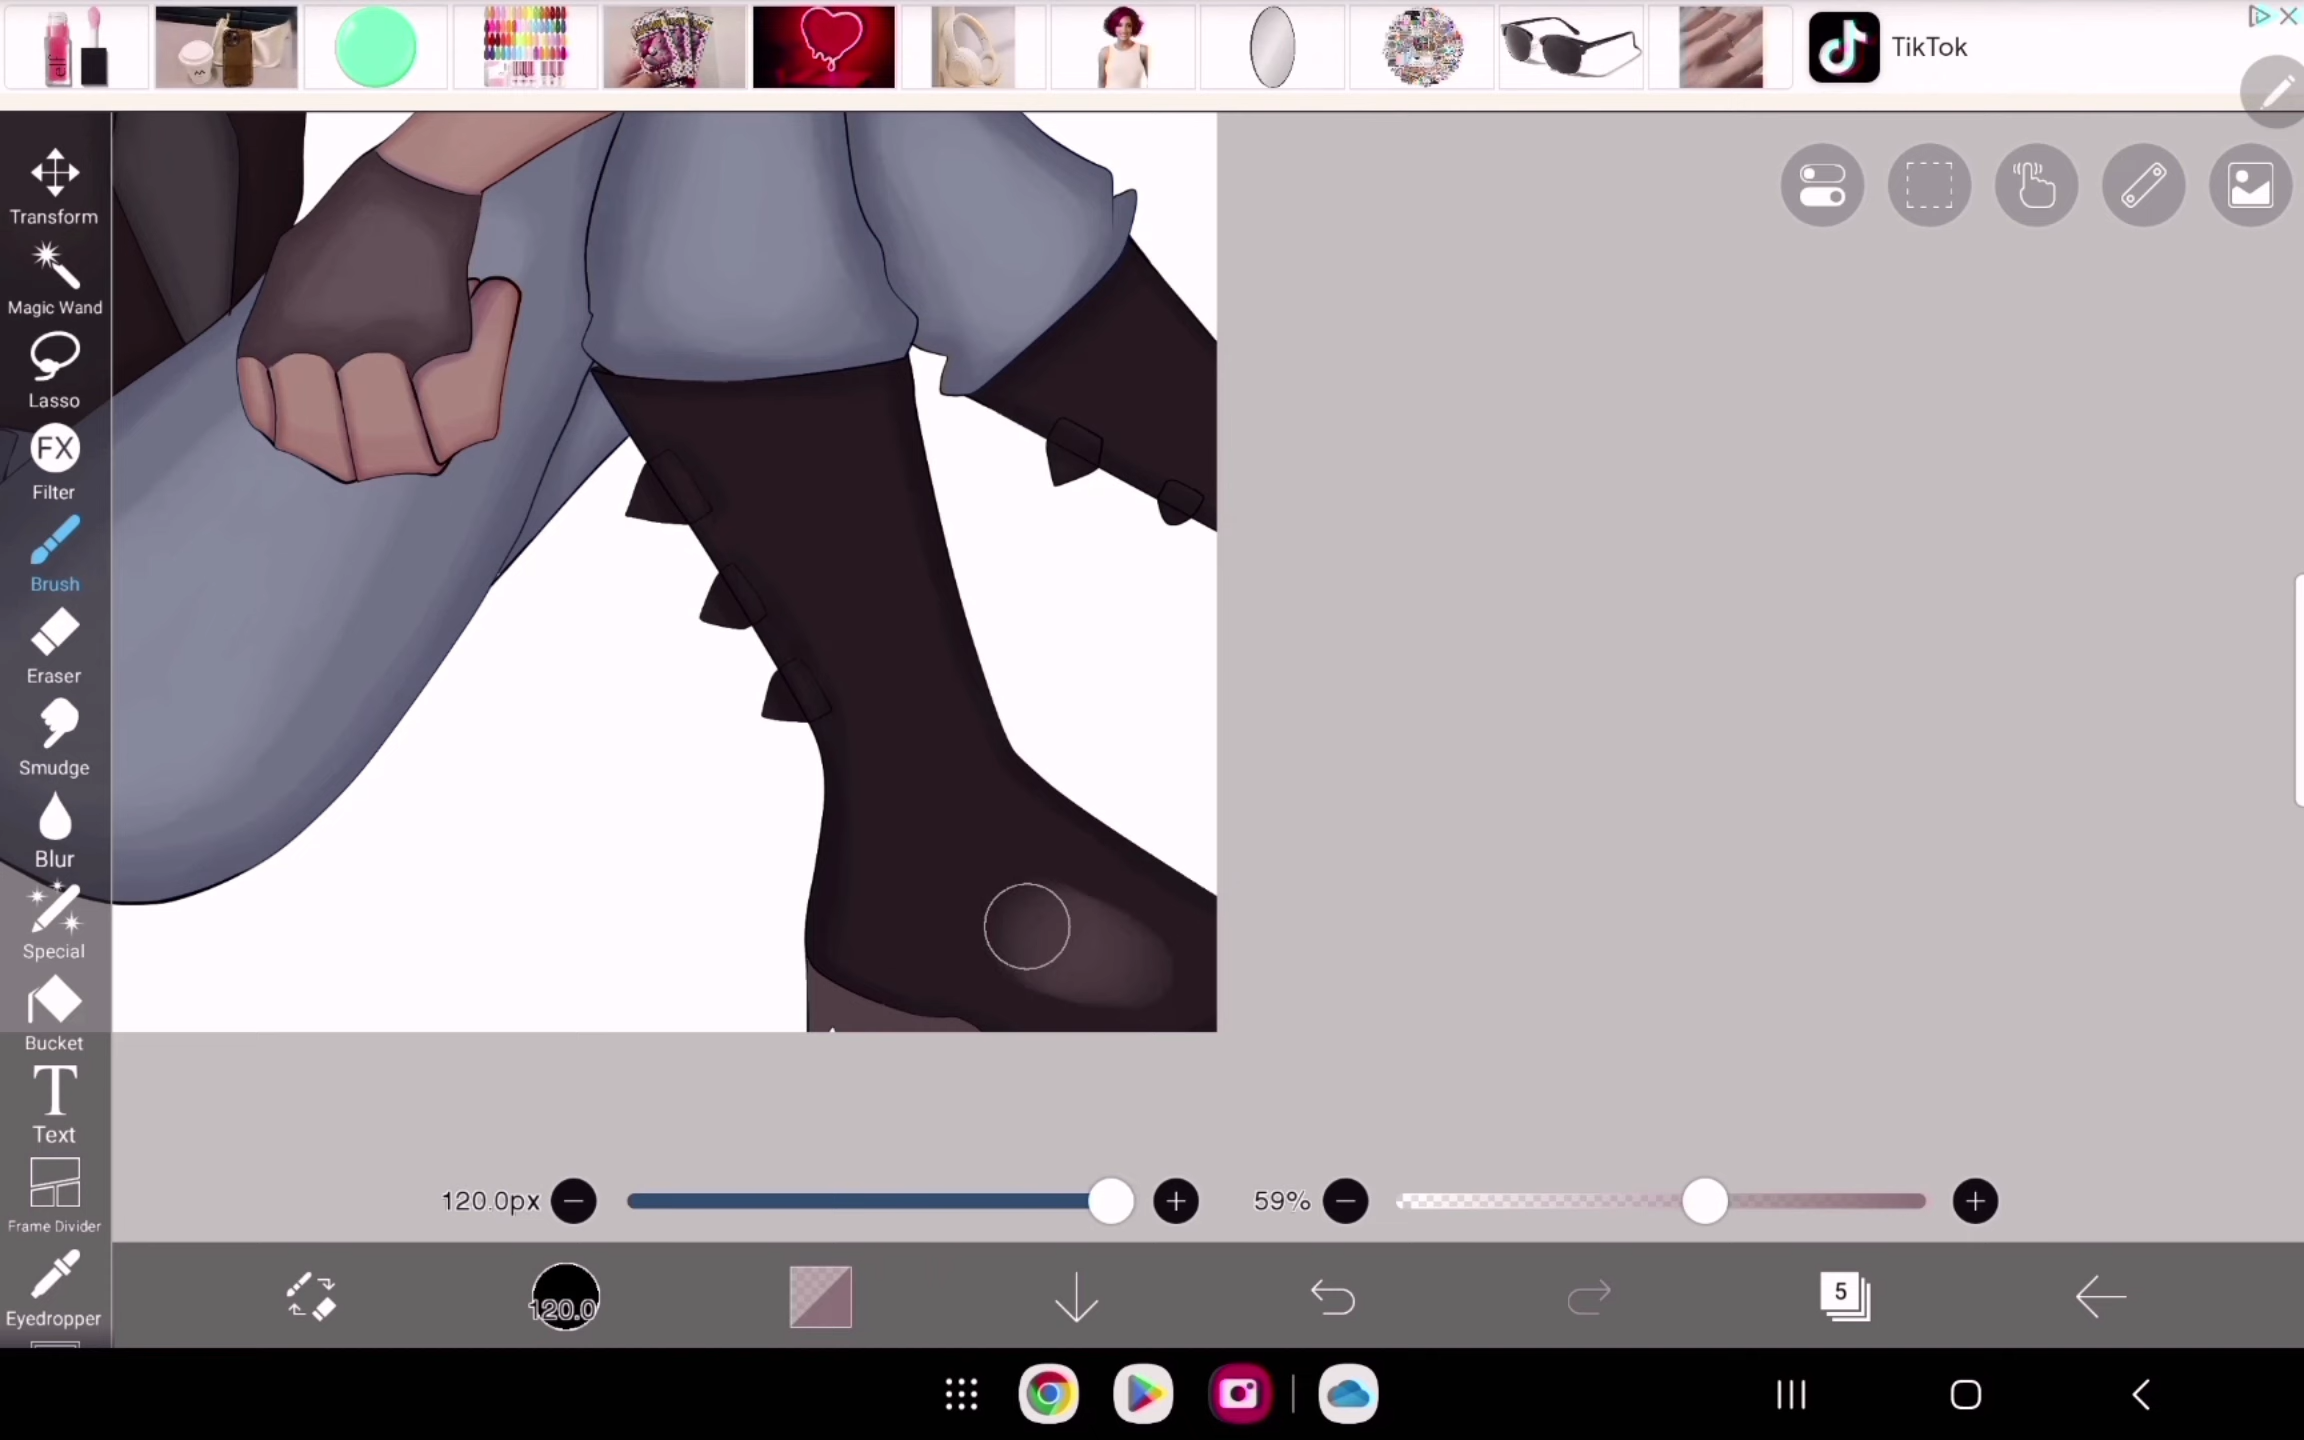 elf
TikTok
Transform
Magic Wand
Lasso
FX
Filter
Brush
Eraser
Smudge
Blur
Special
Bucket
T
Text
Frame Divider
Eyedropper
120.0px
59%
120.0
5